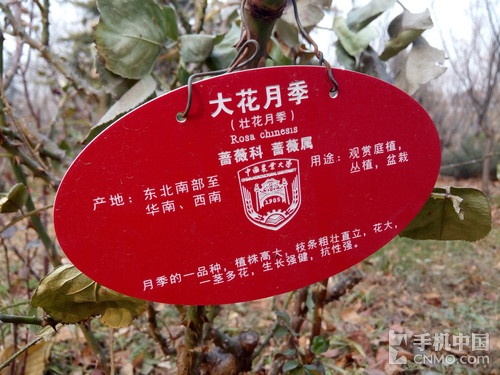 大花月季
（壮花月季）
Rosa chinesis
蔷薇科 蔷薇属
产地：东北南部至
华南、西南
用途：观赏庭植，
丛植，盆栽
中国农业大学
1905
月季的一品种，植株高大，枝条粗壮直立，花大，
一茎多花，生长强健，抗性强。
手机中国
CNMO.COM